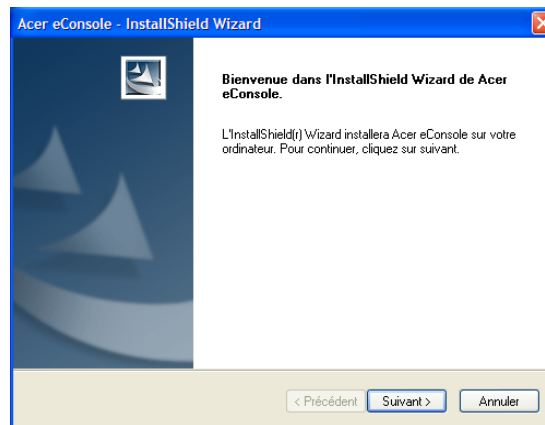 Acer eConsole - InstallShield Wizard
Bienvenue dans l'InstallShield Wizard de Acer
eConsole.
L'InstallShield(r) Wizard installera Acer eConsole sur votre
ordinateur. Pour continuer, cliquez sur suivant.
< Précédent Suivant > Annuler